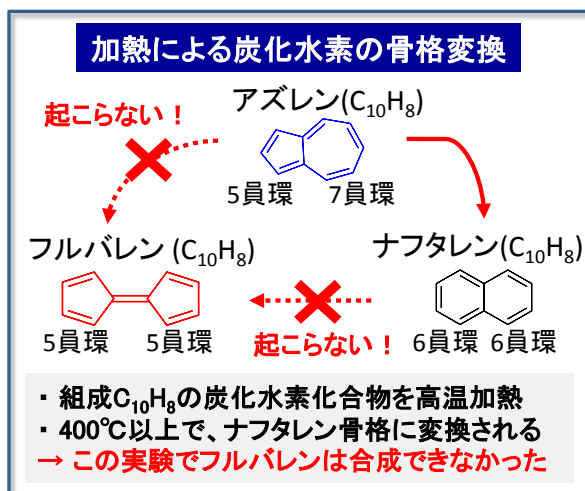 加熱による炭化水素の骨格変換
アズレン(C₁₀H₈)
起こらない！
5員環 7員環
フルバレン (C₁₀H₈)
ナフタレン(C₁₀H₈)
5員環 5員環
起こらない！
6員環 6員環
・ 組成C₁₀H₈の炭化水素化合物を高温加熱
・ 400℃以上で、ナフタレン骨格に変換される
→ この実験でフルバレンは合成できなかった